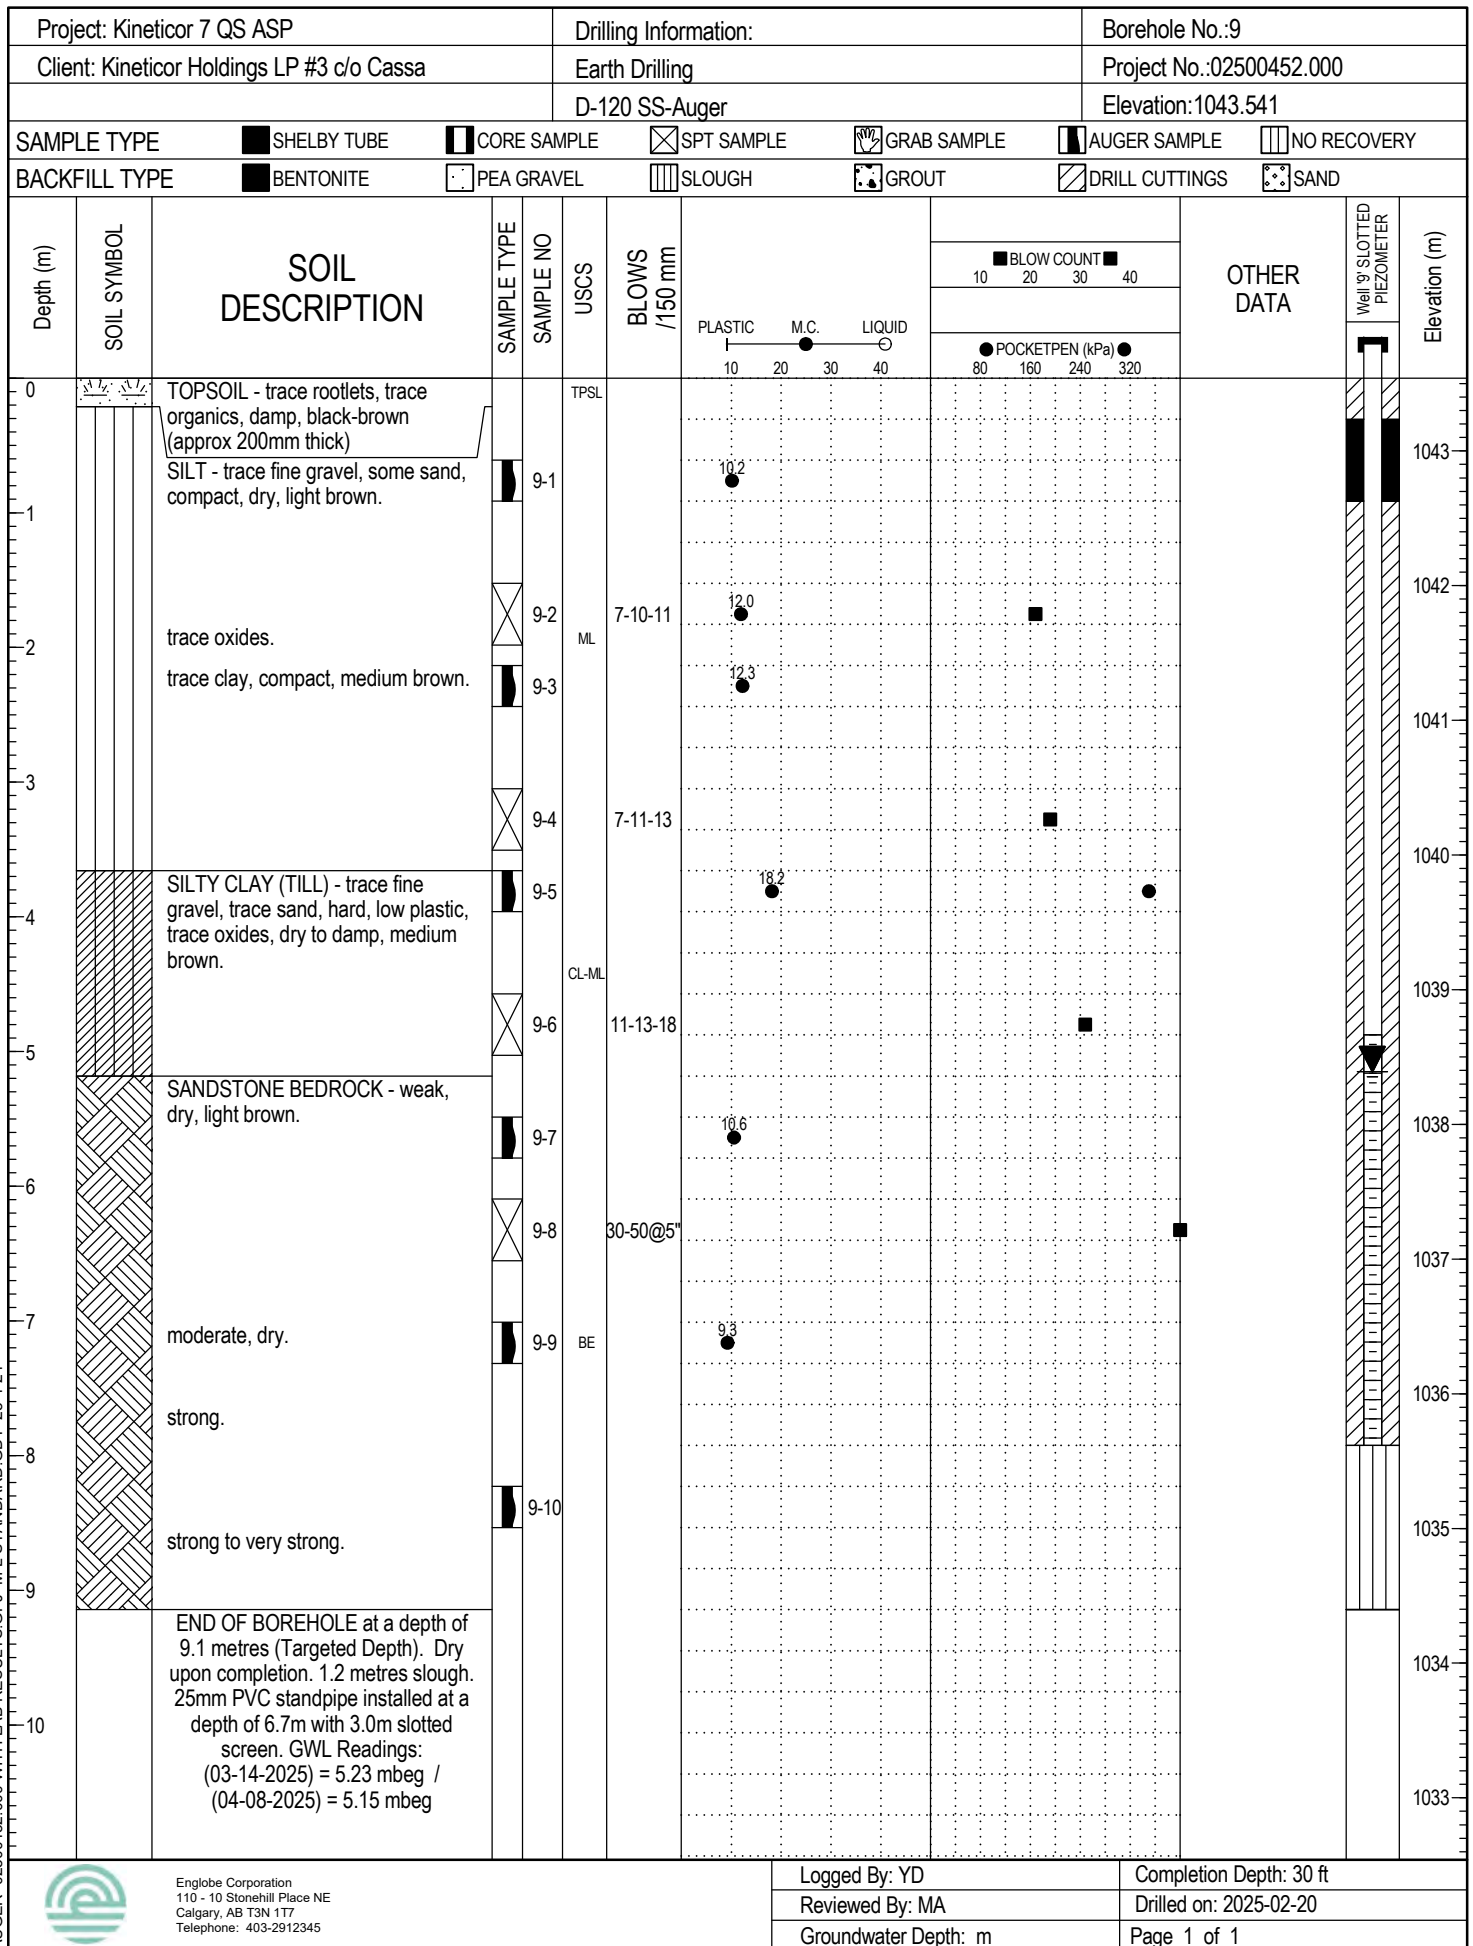 Project: Kineticor 7 QS ASP
Drilling Information:
Borehole No.:9
Client: Kineticor Holdings LP #3 c/o Cassa
Earth Drilling
Project No.:02500452.000
D-120 SS-Auger
Elevation:1043.541
SAMPLE TYPE
SHELBY TUBE
CORE SAMPLE
SPT SAMPLE
GRAB SAMPLE
AUGER SAMPLE
NO RECOVERY
BACKFILL TYPE
BENTONITE
PEA GRAVEL
SLOUGH
GROUT
DRILL CUTTINGS
SAND
Depth (m)
SOIL SYMBOL
SOIL
DESCRIPTION
SAMPLE TYPE
SAMPLE NO
USCS
BLOWS
/150 mm
PLASTIC M.C. LIQUID
10 20 30 40
BLOW COUNT
10 20 30 40
POCKETPEN (kPa)
80 160 240 320
OTHER
DATA
Well '9' SLOTTED
PIEZOMETER
Elevation (m)
0
TOPSOIL - trace rootlets, trace
organics, damp, black-brown
(approx 200mm thick)
TPSL
SILT - trace fine gravel, some sand,
compact, dry, light brown.
9-1
10.2
1043
1
1042
9-2
7-10-11
12.0
trace oxides.
ML
2
trace clay, compact, medium brown.
9-3
12.3
1041
3
9-4
7-11-13
1040
SILTY CLAY (TILL) - trace fine
gravel, trace sand, hard, low plastic,
trace oxides, dry to damp, medium
brown.
9-5
18.2
4
CL-ML
1039
9-6
11-13-18
5
SANDSTONE BEDROCK - weak,
dry, light brown.
9-7
10.6
1038
6
9-8
30-50@5"
1037
7
moderate, dry.
9-9
BE
9.3
1036
strong.
8
9-10
1035
strong to very strong.
9
END OF BOREHOLE at a depth of
9.1 metres (Targeted Depth). Dry
upon completion. 1.2 metres slough.
25mm PVC standpipe installed at a
depth of 6.7m with 3.0m slotted
screen. GWL Readings:
(03-14-2025) = 5.23 mbeg /
(04-08-2025) = 5.15 mbeg
1034
10
1033
Englobe Corporation
110 - 10 Stonehill Place NE
Calgary, AB T3N 1T7
Telephone: 403-2912345
Logged By: YD
Completion Depth: 30 ft
Reviewed By: MA
Drilled on: 2025-02-20
Groundwater Depth: m
Page 1 of 1